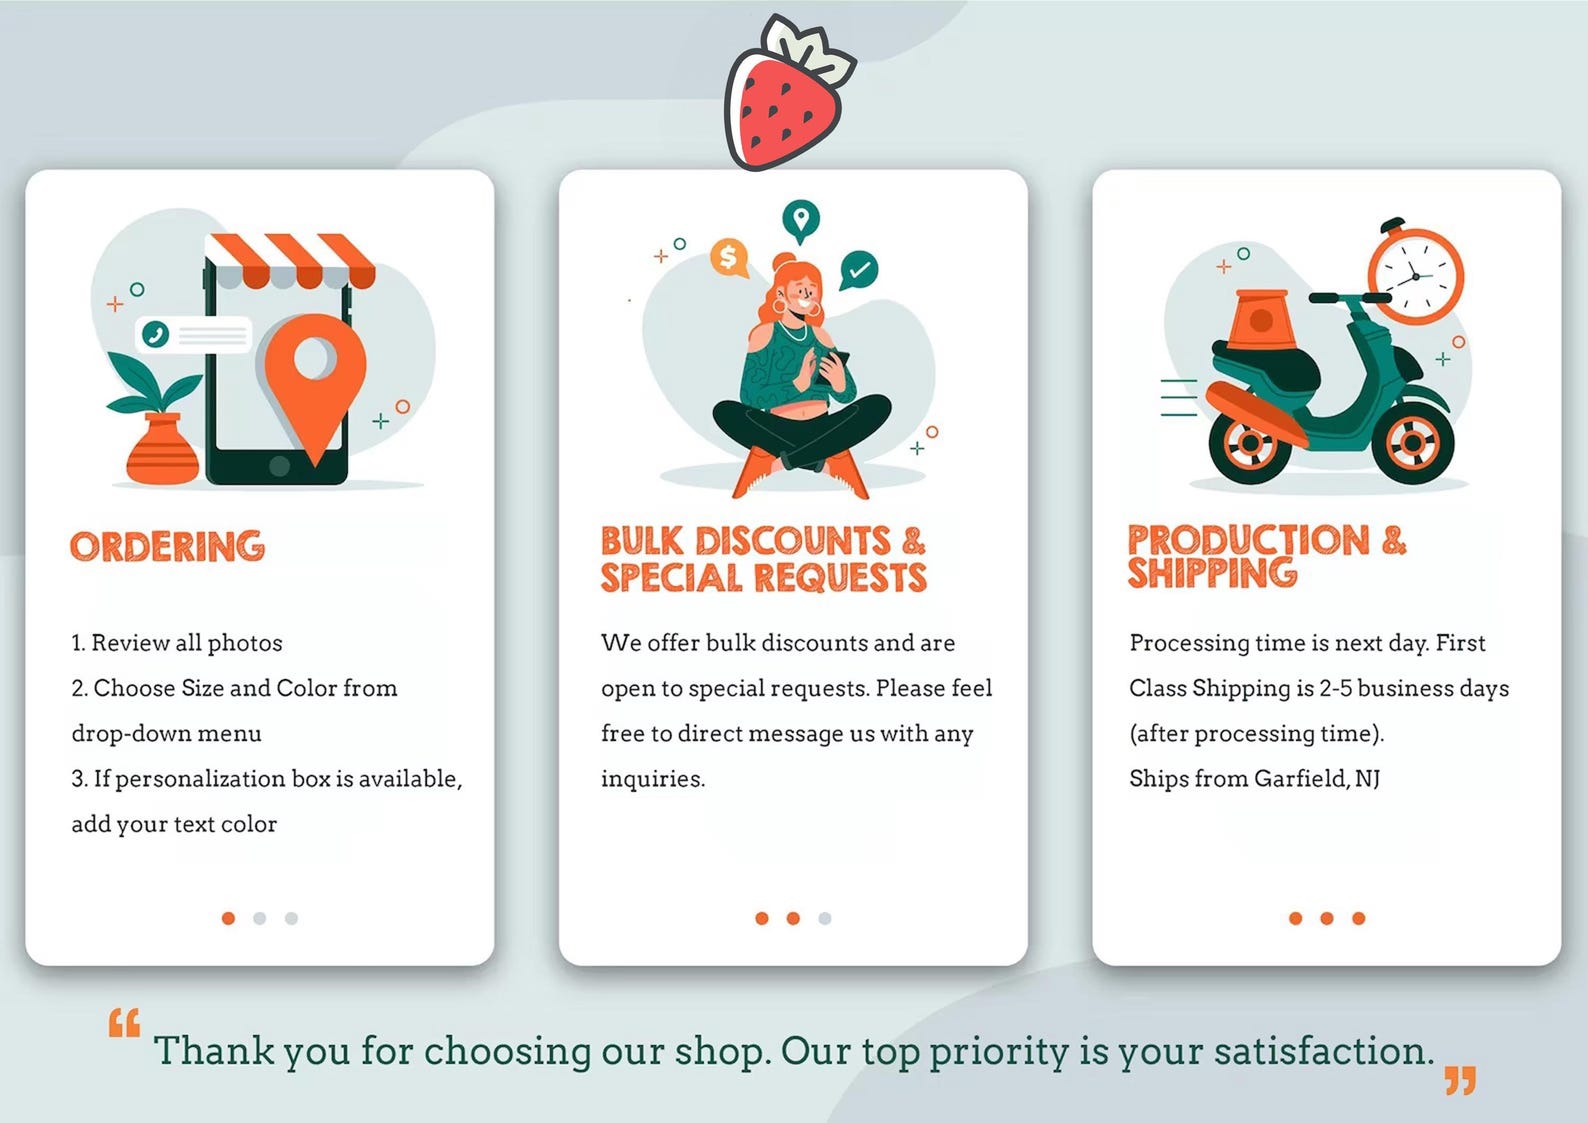 ORDERING
1. Review all photos
2. Choose Size and Color from
drop-down menu
3. If personalization box is available,
add your text color
$
BULK DISCOUNTS &
SPECIAL REQUESTS
We offer bulk discounts and are
open to special requests. Please feel
free to direct message us with any
inquiries.
PRODUCTION &
SHIPPING
Processing time is next day. First
Class Shipping is 2-5 business days
(after processing time).
Ships from Garfield, NJ
“Thank you for choosing our shop. Our top priority is your satisfaction.”